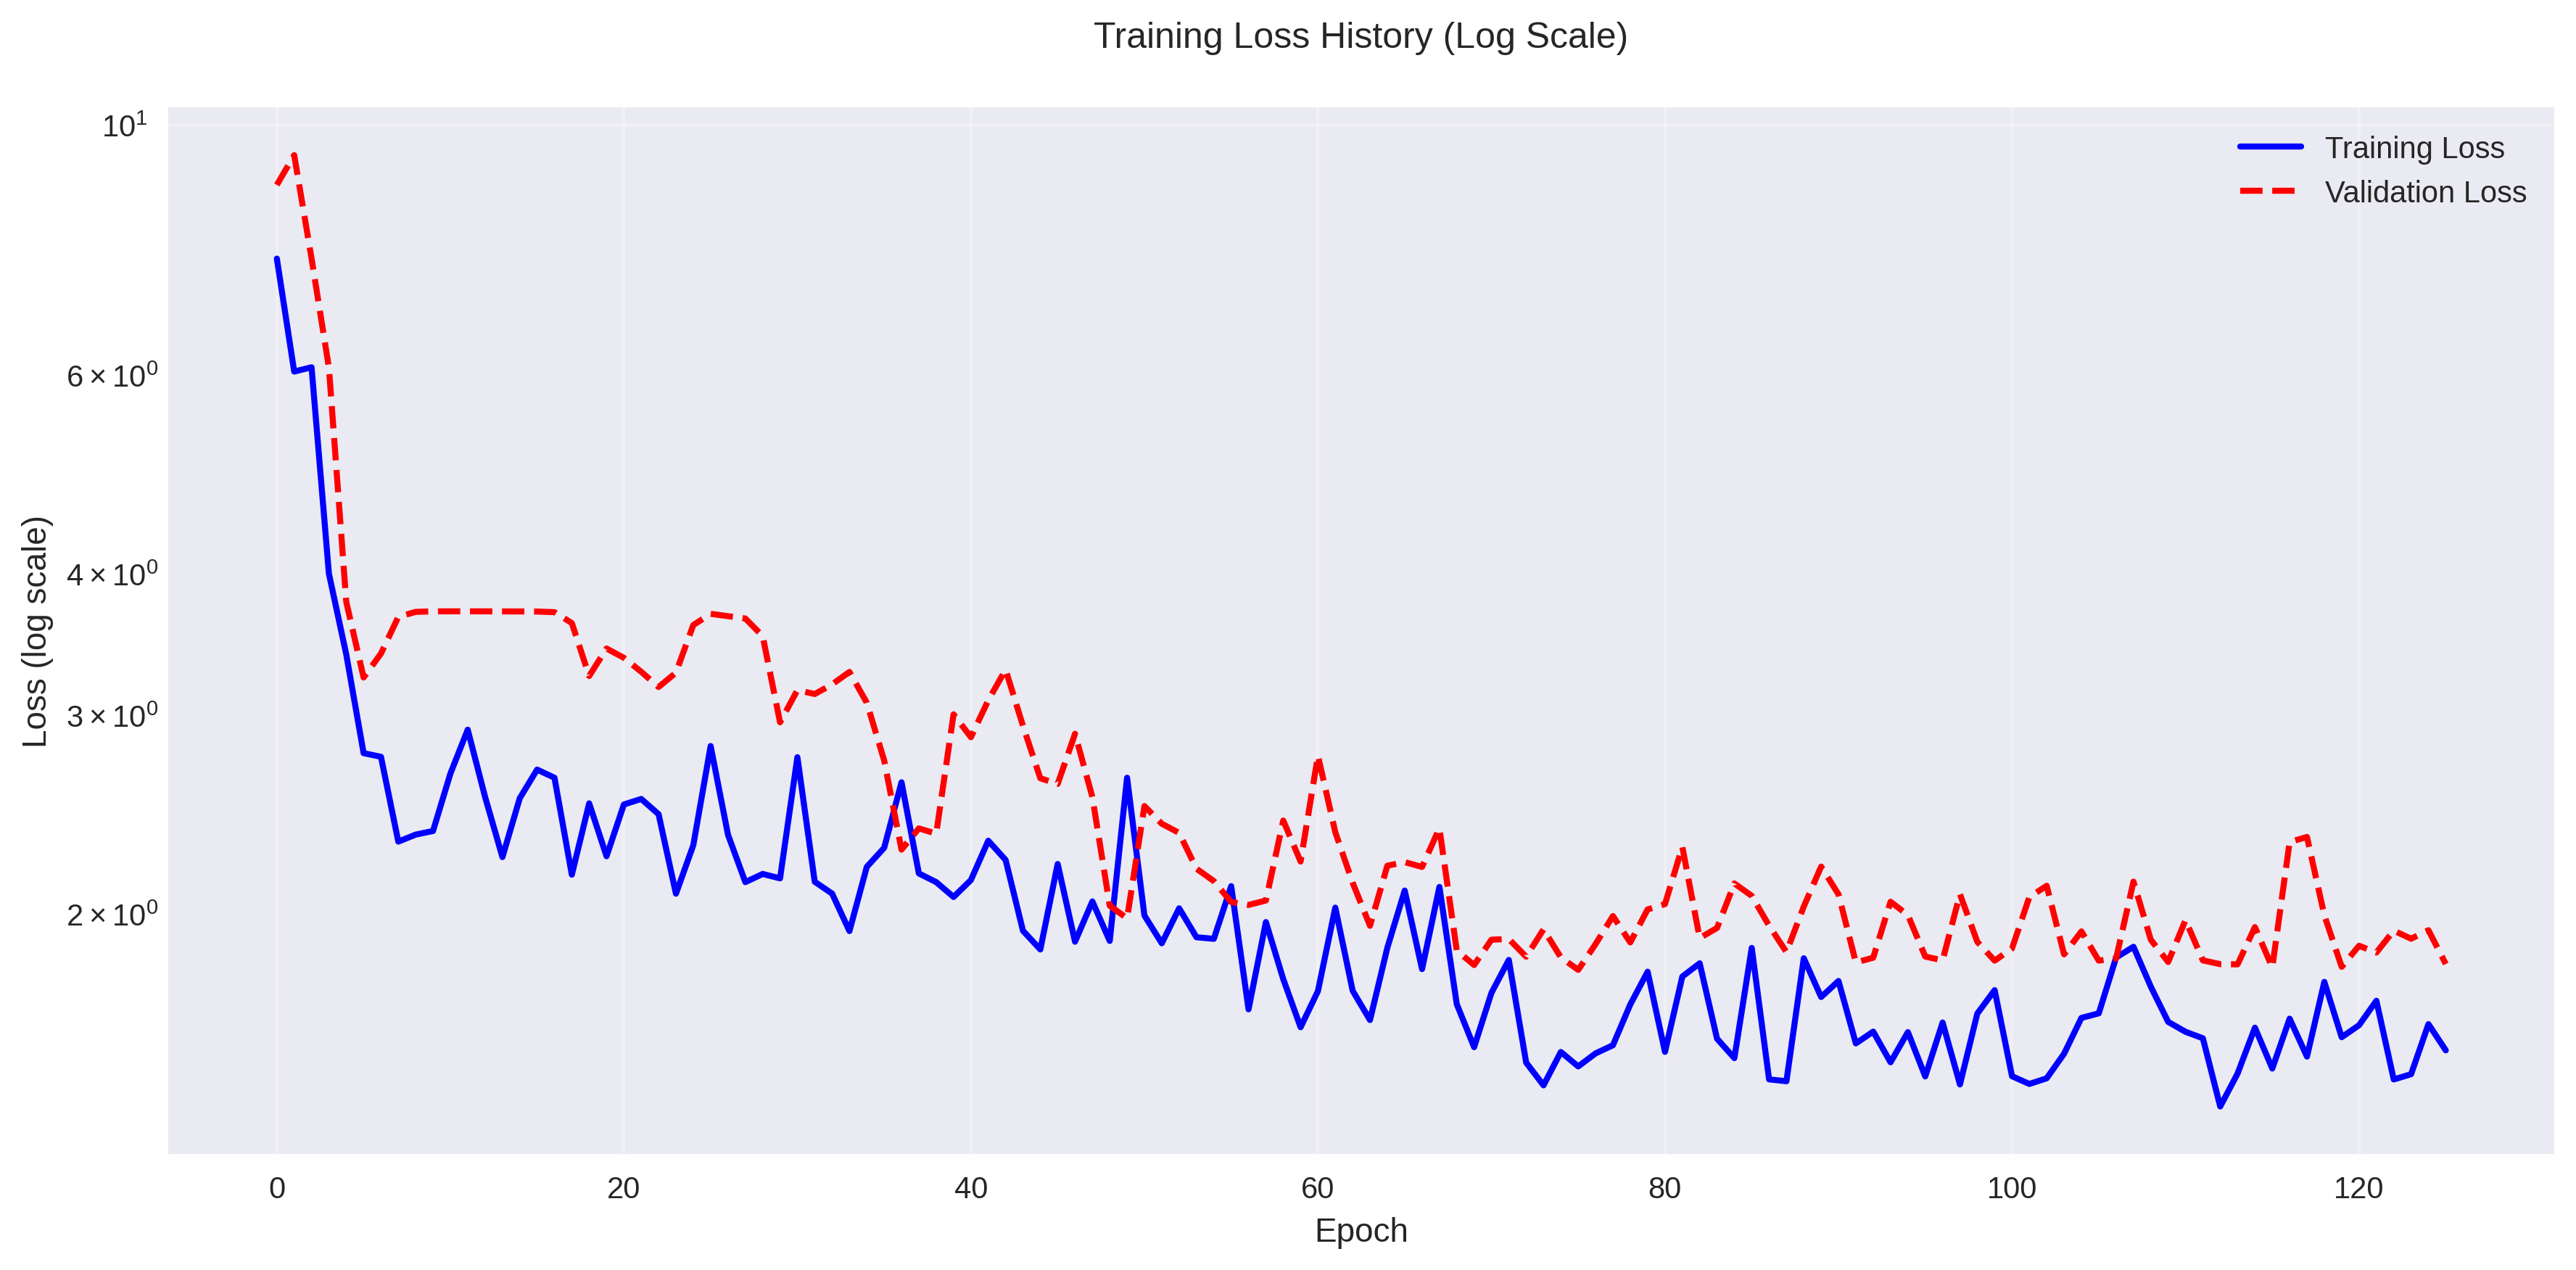 Training Loss History (Log Scale)
10¹
6 × 10⁰
4 × 10⁰
3 × 10⁰
2 × 10⁰
Loss (log scale)
Training Loss
Validation Loss
0 20 40 60 80 100 120
Epoch